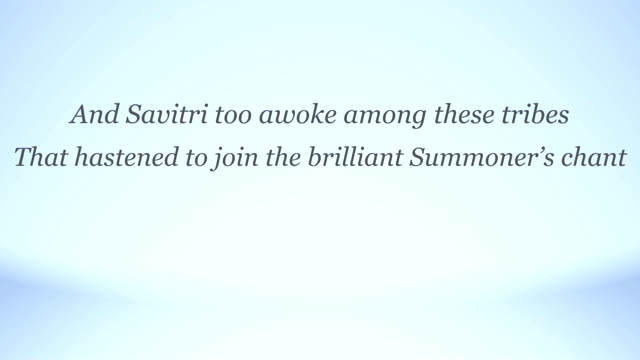 And Savitri too awoke among these tribes
That hastened to join the brilliant Summoner’s chant